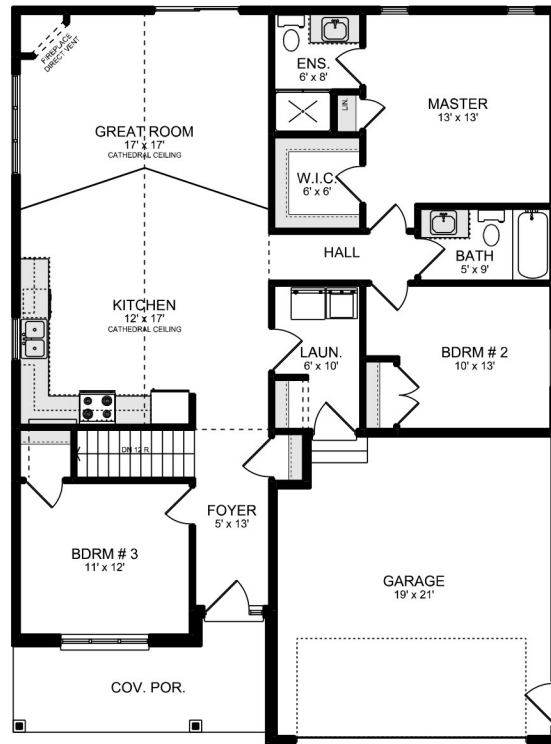 FIREPLACE
DIRECT VENT
ENS.
6' x 8'
LIN.
MASTER
13' x 13'
GREAT ROOM
17' x 17'
CATHEDRAL CEILING
W.I.C.
6' x 6'
HALL
BATH
5' x 9'
KITCHEN
12' x 17'
CATHEDRAL CEILING
LAUN.
6' x 10'
BDRM # 2
10' x 13'
DN 12 R
FOYER
5' x 13'
BDRM # 3
11' x 12'
GARAGE
19' x 21'
COV. POR.